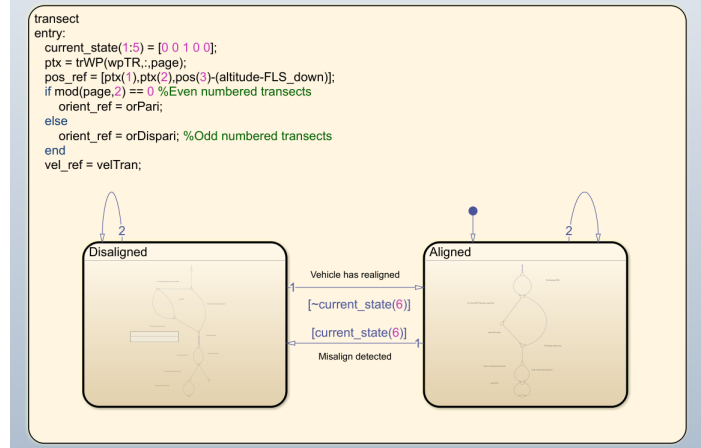 transect
entry:
current_state(1:5) = [0 0 1 0 0];
ptx = trWP(wpTR,:,page);
pos_ref = [ptx(1),ptx(2),pos(3)-(altitude-FLS_down)];
if mod(page,2) == 0 %Even numbered transects
orient_ref = orPari;
else
orient_ref = orDispari; %Odd numbered transects
end
vel_ref = velTran;
2
2
Disaligned
Aligned
Vehicle has realigned
1
[~current_state(6)]
[current_state(6)]
1
Misalign detected